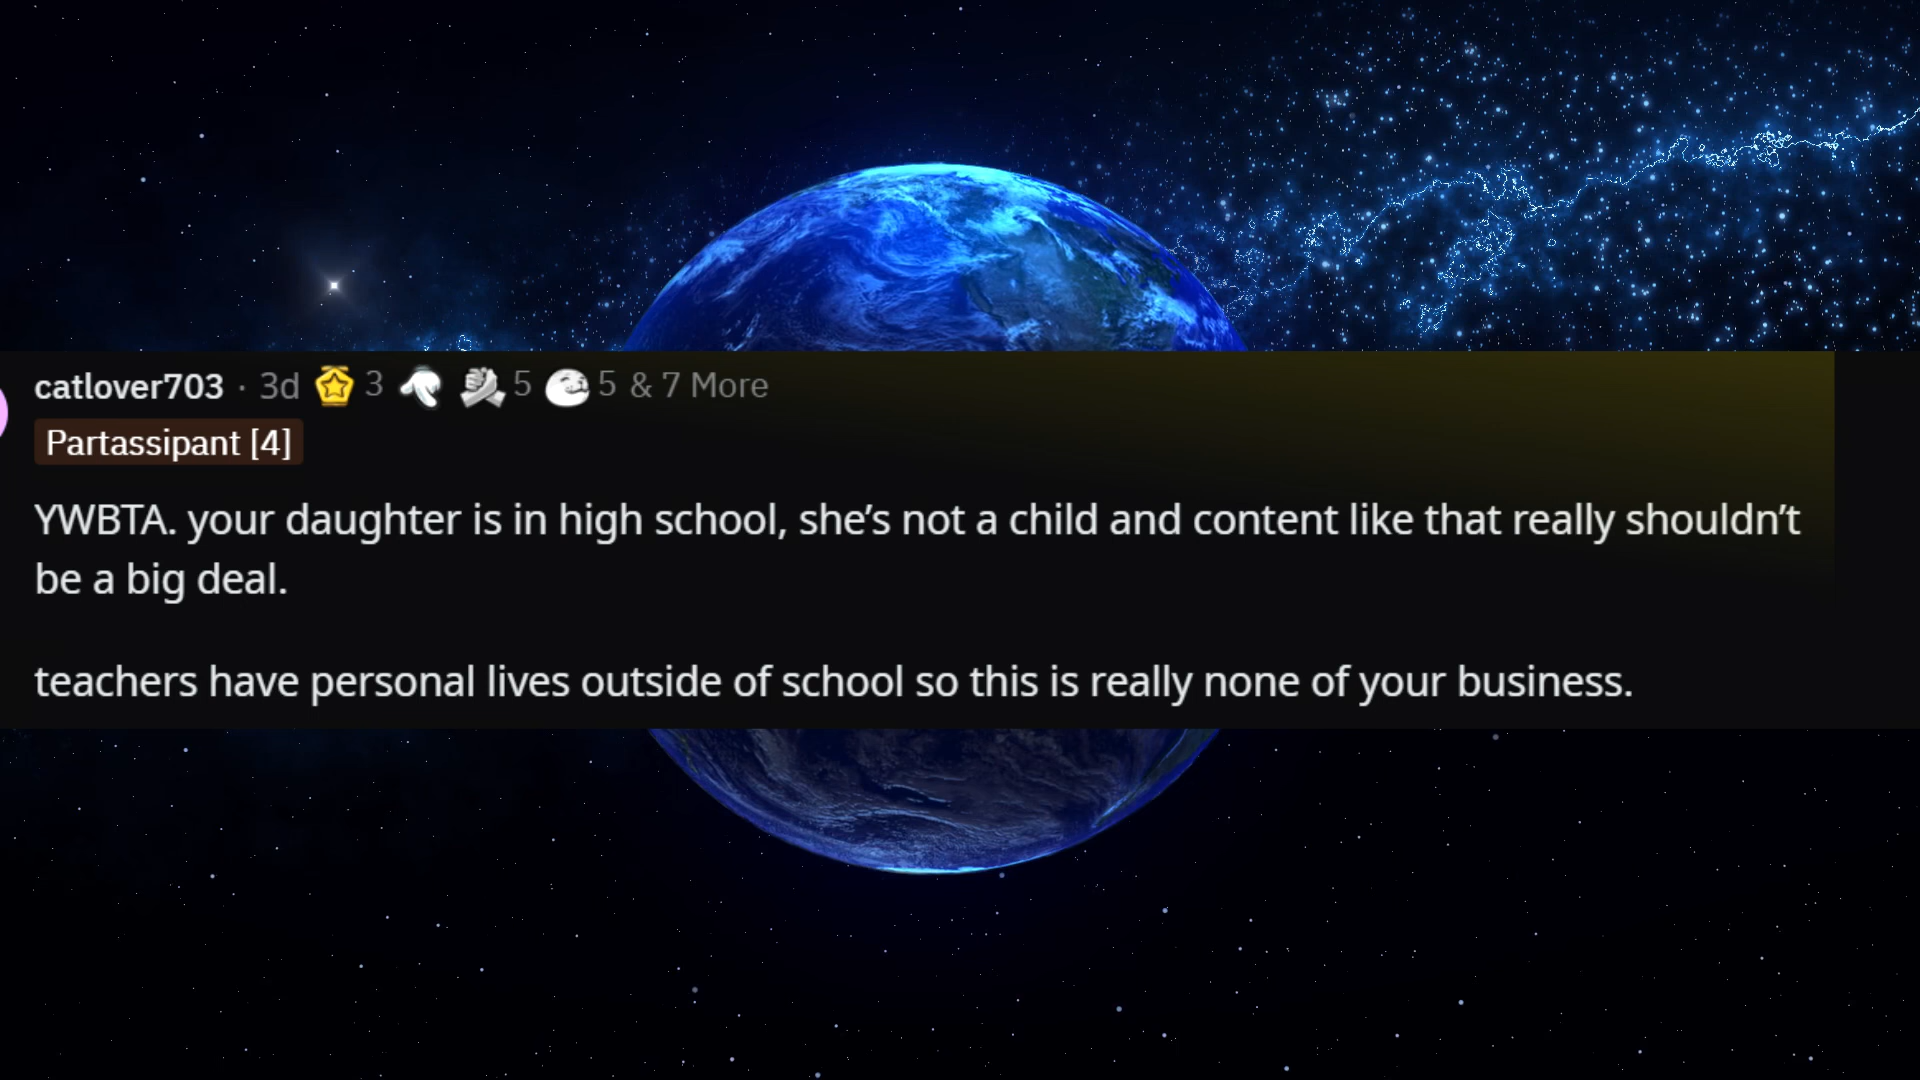 catlover703 · 3d 3 5 5 & 7 More
Partassipant [4]
YWBTA. your daughter is in high school, she’s not a child and content like that really shouldn’t
be a big deal.
teachers have personal lives outside of school so this is really none of your business.